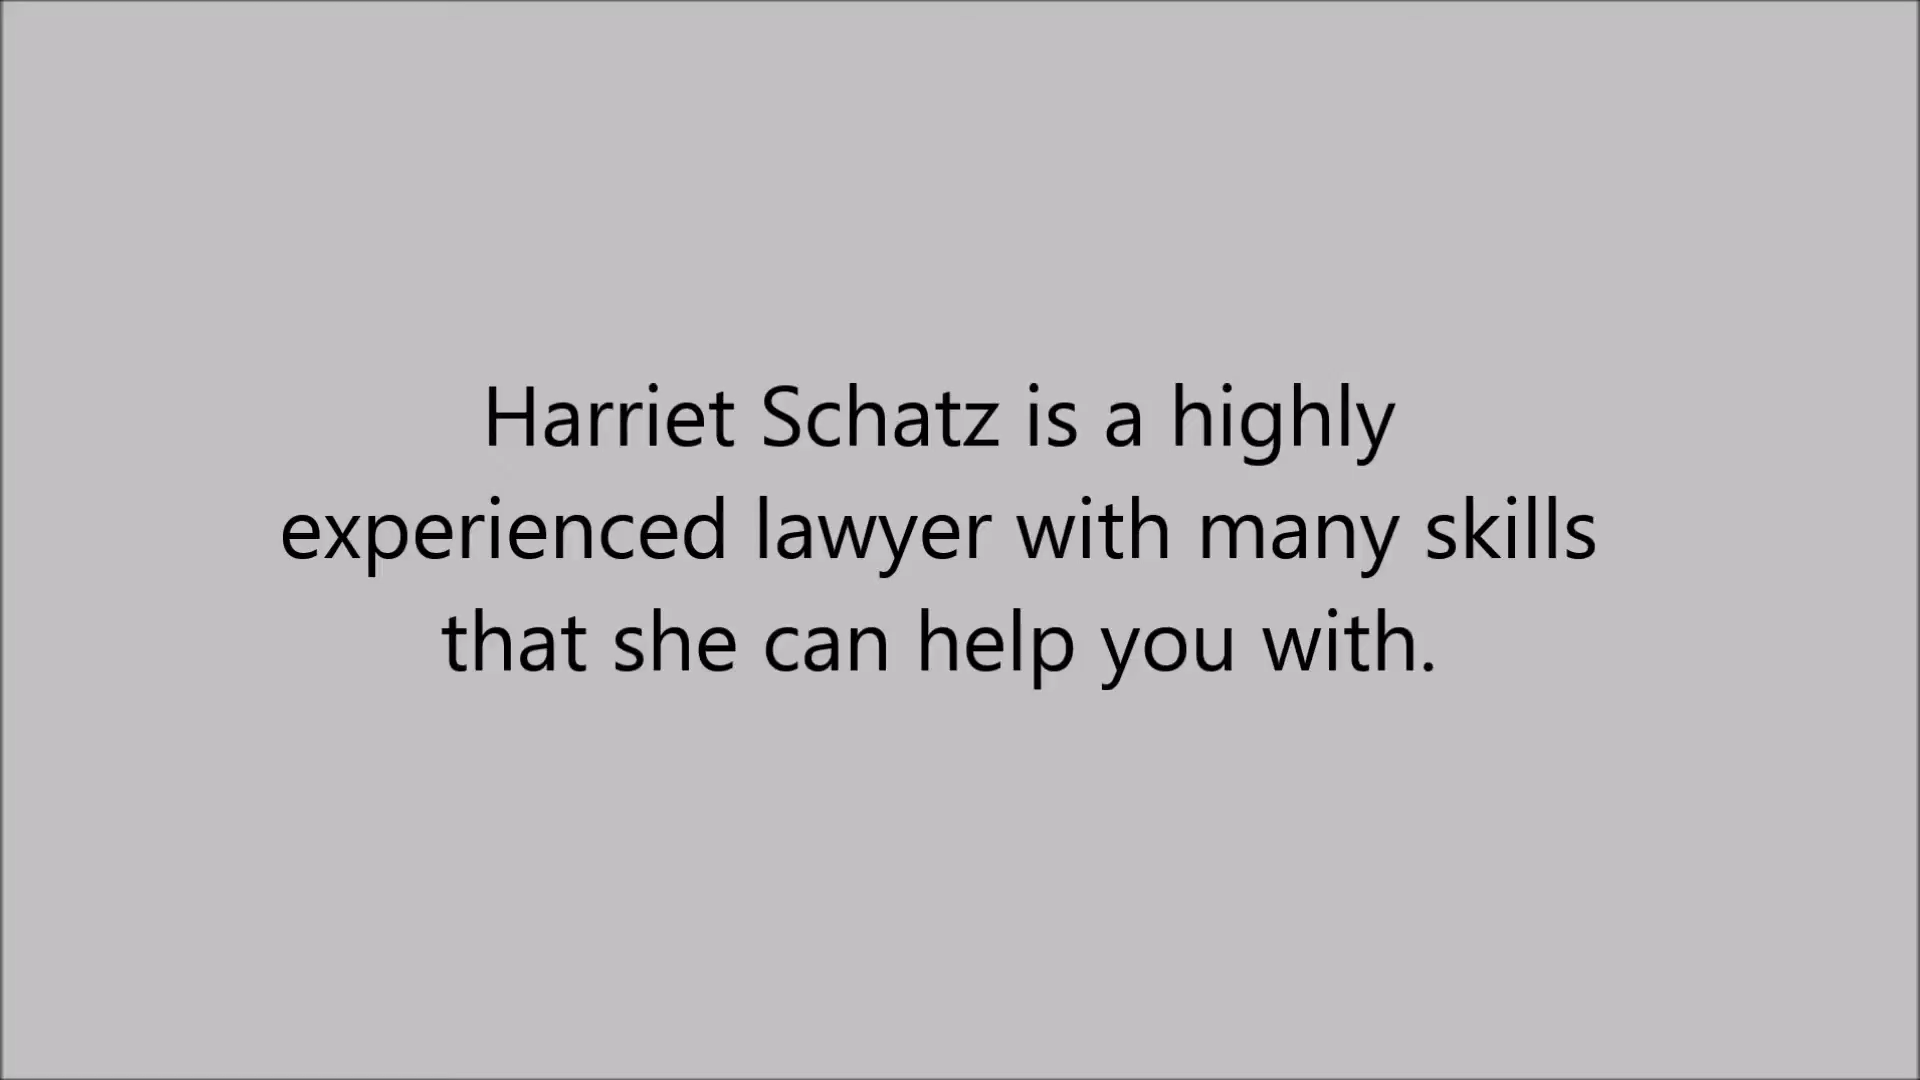 Harriet Schatz is a highly
experienced lawyer with many skills
that she can help you with.